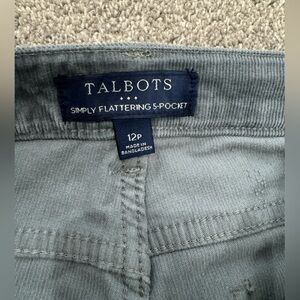 TALBOTS
SIMPLY FLATTERING 5-POCKET
12P
MADE IN
BANGLADESH